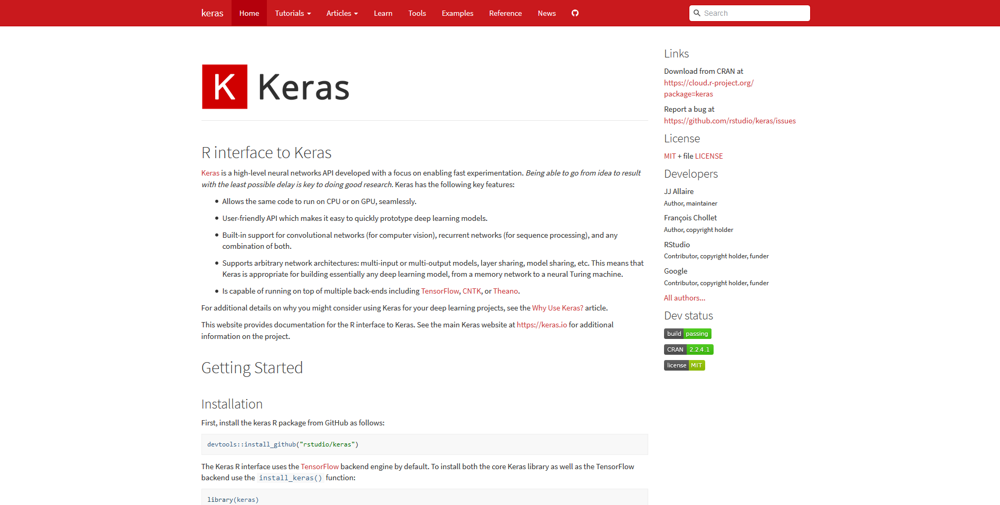 keras Home Tutorials Articles Learn Tools Examples Reference News Search
K Keras
R interface to Keras
Keras is a high-level neural networks API developed with a focus on enabling fast experimentation. Being able to go from idea to result
with the least possible delay is key to doing good research. Keras has the following key features:
• Allows the same code to run on CPU or on GPU, seamlessly.
• User-friendly API which makes it easy to quickly prototype deep learning models.
• Built-in support for convolutional networks (for computer vision), recurrent networks (for sequence processing), and any
combination of both.
• Supports arbitrary network architectures: multi-input or multi-output models, layer sharing, model sharing, etc. This means that
Keras is appropriate for building essentially any deep learning model, from a memory network to a neural Turing machine.
• Is capable of running on top of multiple back-ends including TensorFlow, CNTK, or Theano.
For additional details on why you might consider using Keras for your deep learning projects, see the Why Use Keras? article.
This website provides documentation for the R interface to Keras. See the main Keras website at https://keras.io for additional
information on the project.
Getting Started
Installation
First, install the keras R package from GitHub as follows:
devtools::install_github("rstudio/keras")
The Keras R interface uses the TensorFlow backend engine by default. To install both the core Keras library as well as the TensorFlow
backend use the install_keras() function:
library(keras)
Links
Download from CRAN at
https://cloud.r-project.org/
package=keras
Report a bug at
https://github.com/rstudio/keras/issues
License
MIT + file LICENSE
Developers
JJ Allaire
Author, maintainer
François Chollet
Author, copyright holder
RStudio
Contributor, copyright holder, funder
Google
Contributor, copyright holder, funder
All authors...
Dev status
build passing
CRAN 2.2.4.1
license MIT